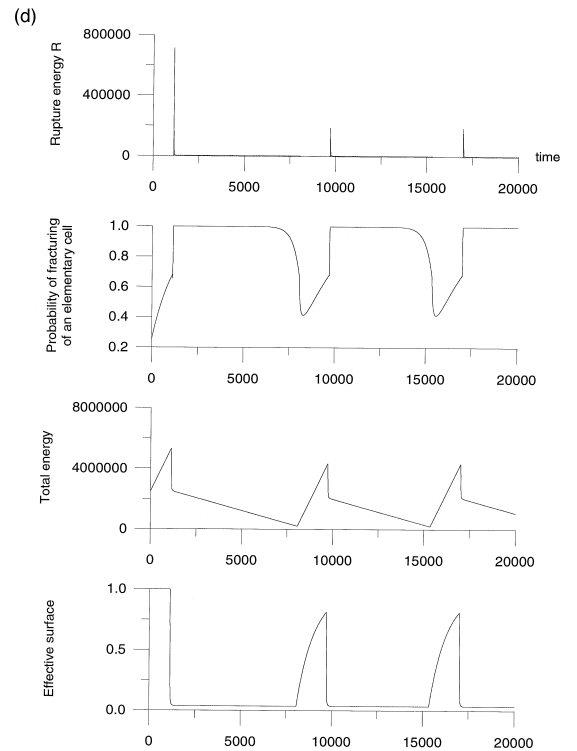 (d)
800000
400000
0
Rupture energy R
time
0 5000 10000 15000 20000
1.0
0.8
0.6
0.4
0.2
Probability of fracturing
of an elementary cell
0 5000 10000 15000 20000
8000000
4000000
0
Total energy
0 5000 10000 15000 20000
1.0
0.5
0.0
Effective surface
0 5000 10000 15000 20000